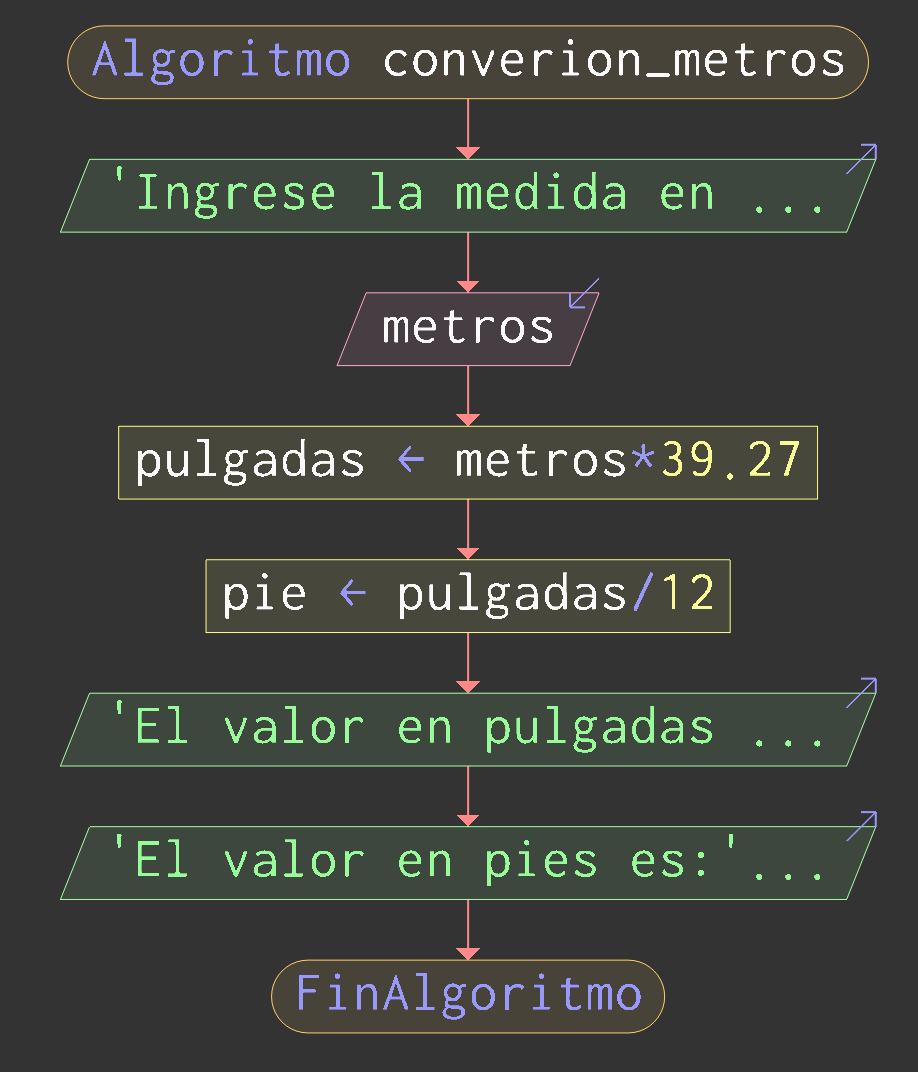 Algoritmo converion_metros
'Ingrese la medida en ...
metros
pulgadas ← metros*39.27
pie ← pulgadas/12
'El valor en pulgadas ...
'El valor en pies es:'...
FinAlgoritmo